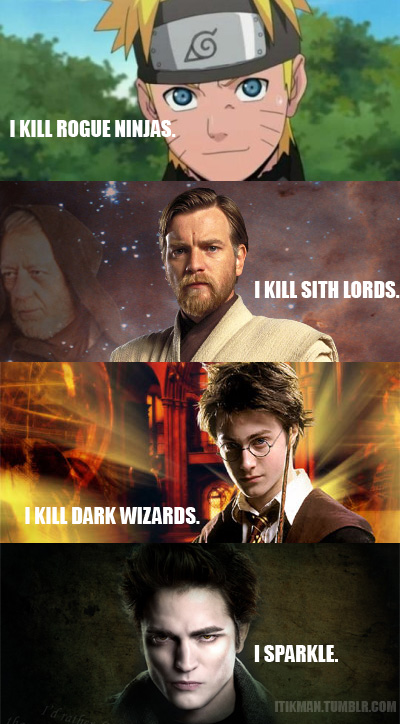 I KILL ROGUE NINJAS.
I KILL SITH LORDS.
I KILL DARK WIZARDS.
I SPARKLE.
ITIKMAN.TUMBLR.COM